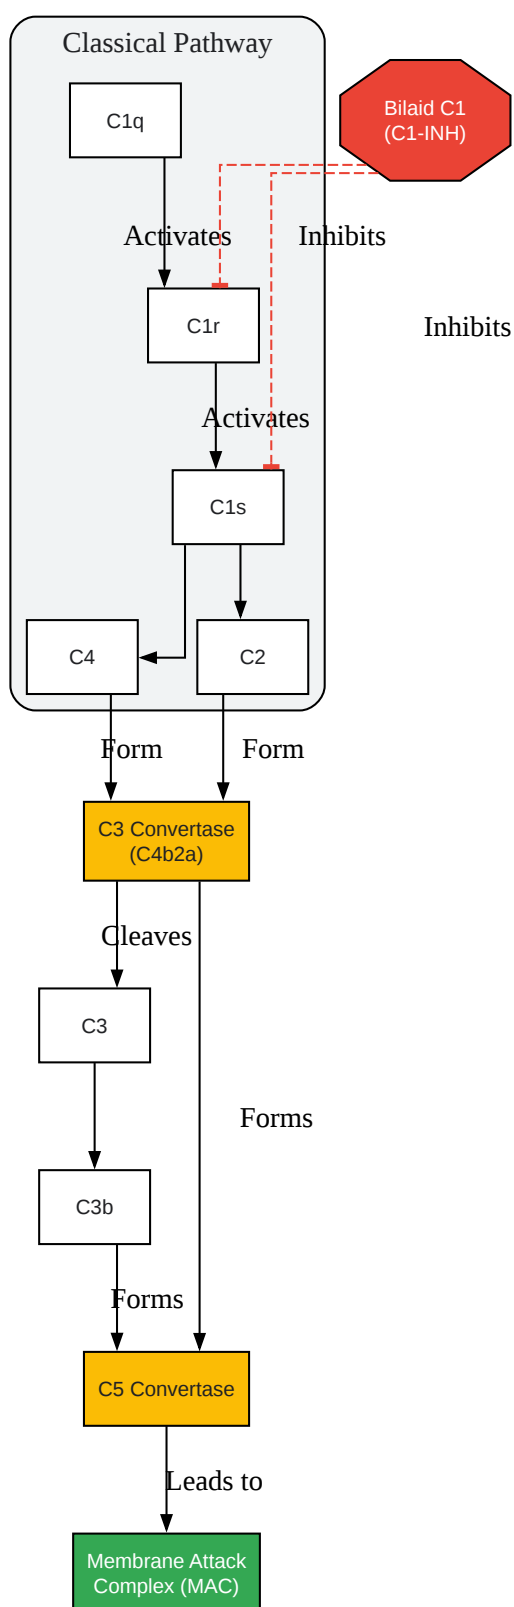 Classical Pathway
C1q
Bilaid C1
(C1-INH)
Activates
Inhibits
C1r
Inhibits
Activates
C1s
C4
C2
Form
Form
C3 Convertase
(C4b2a)
Cleaves
C3
Forms
C3b
Forms
C5 Convertase
Leads to
Membrane Attack
Complex (MAC)